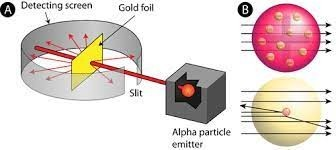 A
Detecting screen
Gold foil
Slit
Alpha particle
emitter
B